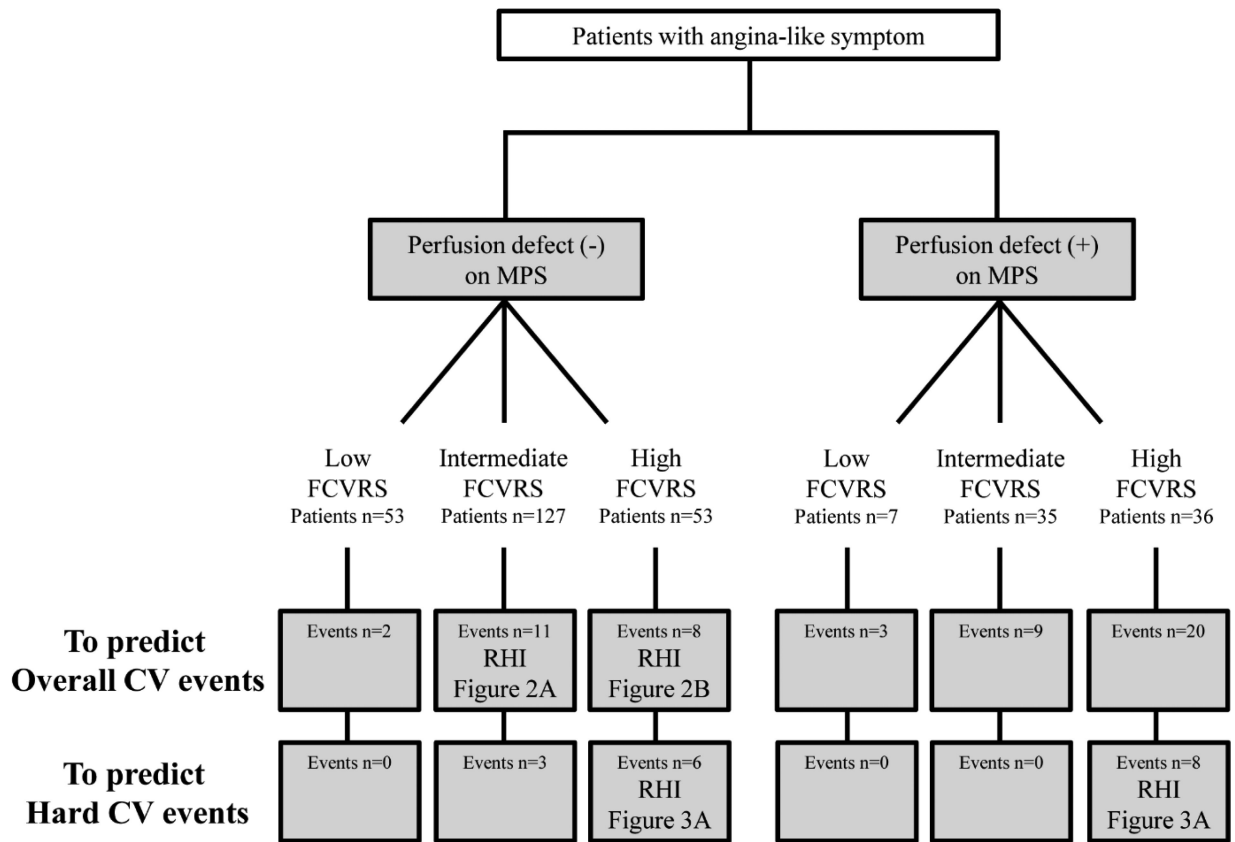 Patients with angina-like symptom
Perfusion defect (-)
on MPS
Perfusion defect (+)
on MPS
Low
FCVRS
Patients n=53
Intermediate
FCVRS
Patients n=127
High
FCVRS
Patients n=53
Low
FCVRS
Patients n=7
Intermediate
FCVRS
Patients n=35
High
FCVRS
Patients n=36
To predict
Overall CV events
Events n=2
Events n=11
RHI
Figure 2A
Events n=8
RHI
Figure 2B
Events n=3
Events n=9
Events n=20
To predict
Hard CV events
Events n=0
Events n=3
Events n=6
RHI
Figure 3A
Events n=0
Events n=0
Events n=8
RHI
Figure 3A